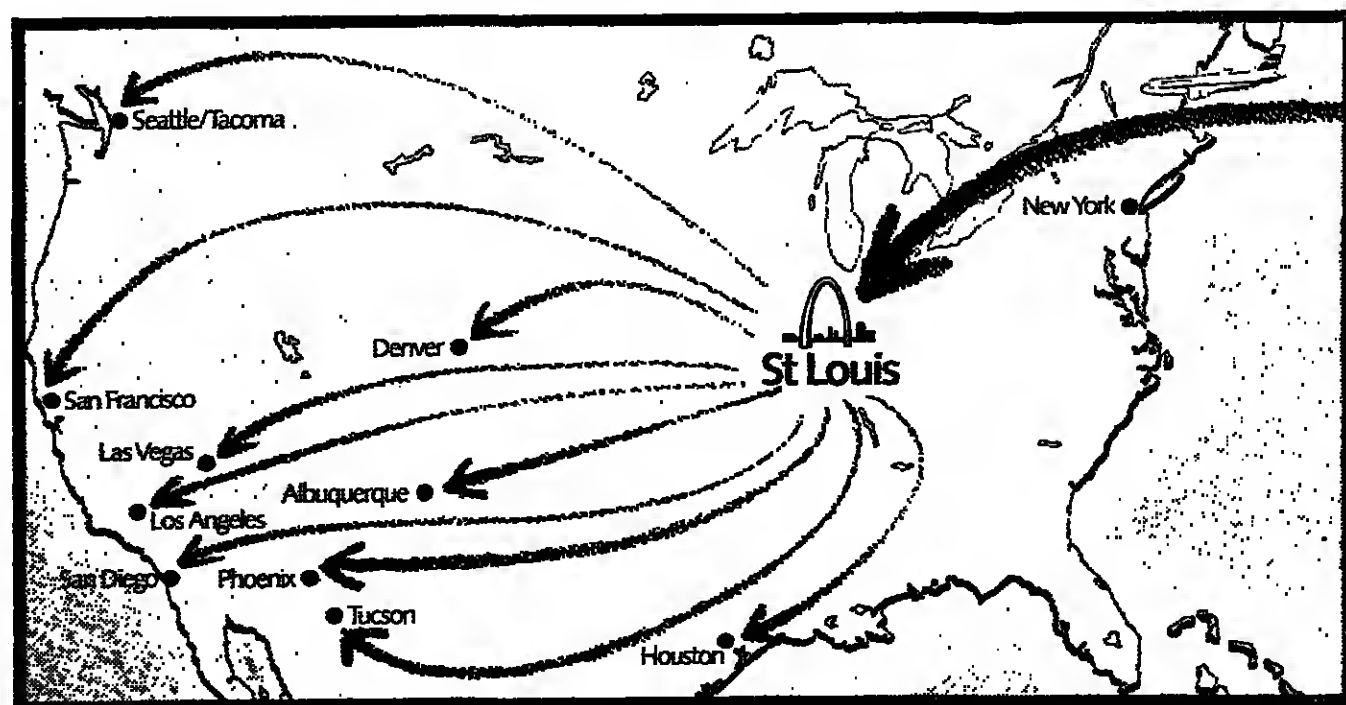 Seattle/Tacoma
New York
Denver
St Louis
San Francisco
Las Vegas
Albuquerque
Los Angeles
San Diego
Phoenix
Tucson
Houston